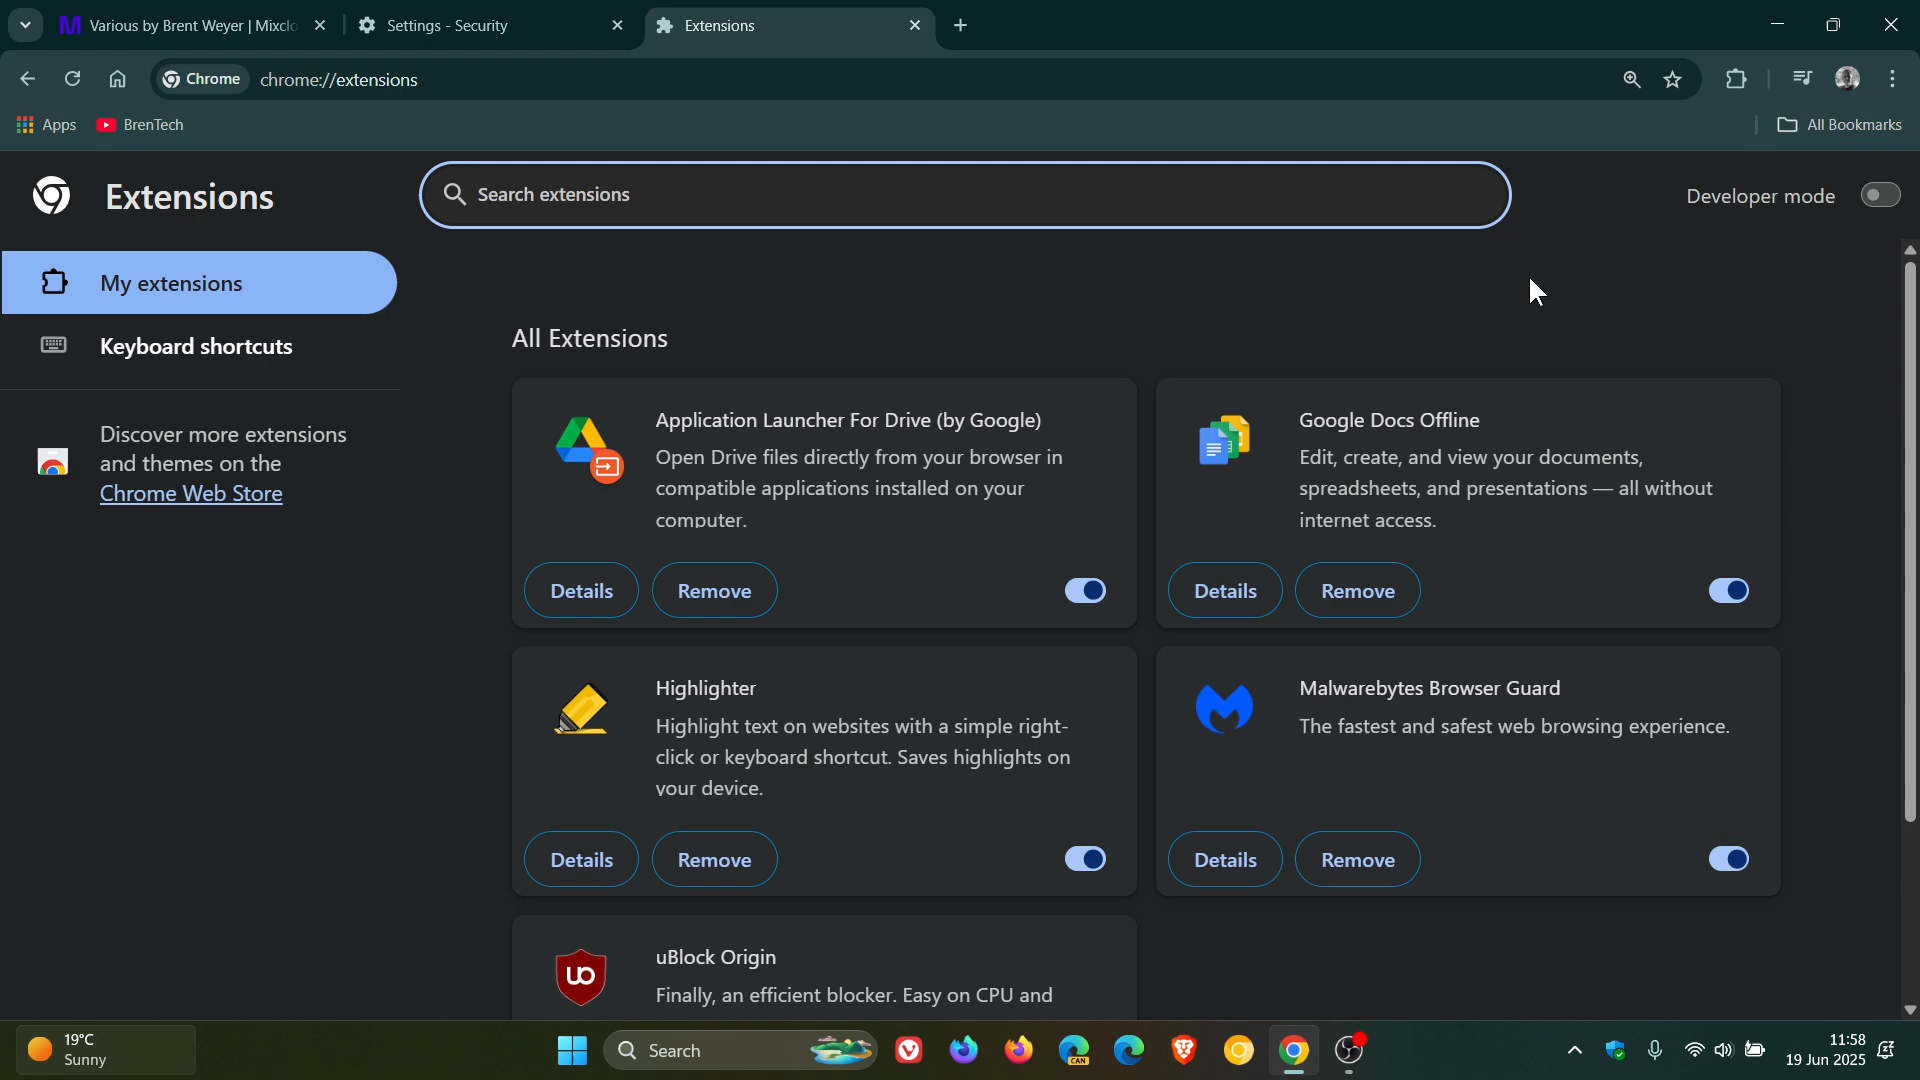 Various by Brent Weyer | Mixclo
Settings - Security
Extensions
Chrome
chrome://extensions
Apps
BrenTech
All Bookmarks
Extensions
Search extensions
Developer mode
My extensions
Keyboard shortcuts
Discover more extensions
and themes on the
Chrome Web Store
All Extensions
Application Launcher For Drive (by Google)
Open Drive files directly from your browser in
compatible applications installed on your
computer.
Details
Remove
Google Docs Offline
Edit, create, and view your documents,
spreadsheets, and presentations — all without
internet access.
Details
Remove
Highlighter
Highlight text on websites with a simple right-
click or keyboard shortcut. Saves highlights on
your device.
Details
Remove
Malwarebytes Browser Guard
The fastest and safest web browsing experience.
Details
Remove
uBlock Origin
Finally, an efficient blocker. Easy on CPU and
19°C
Sunny
Search
CAN
11:58
19 Jun 2025